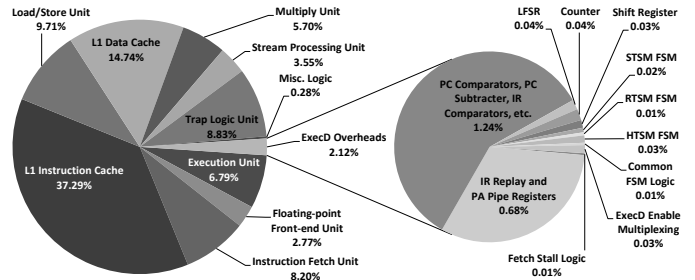 Load/Store Unit
9.71%
L1 Data Cache
14.74%
Multiply Unit
5.70%
Stream Processing Unit
3.55%
Misc. Logic
0.28%
Trap Logic Unit
8.83%
ExecD Overheads
2.12%
Execution Unit
6.79%
L1 Instruction Cache
37.29%
Floating-point
Front-end Unit
2.77%
Instruction Fetch Unit
8.20%
PC Comparators, PC
Subtracter, IR
Comparators, etc.
1.24%
LFSR
0.04%
Counter
0.04%
Shift Register
0.03%
STSM FSM
0.02%
RTSM FSM
0.01%
HTSM FSM
0.03%
Common
FSM Logic
0.01%
ExecD Enable
Multiplexing
0.03%
IR Replay and
PA Pipe Registers
0.68%
Fetch Stall Logic
0.01%